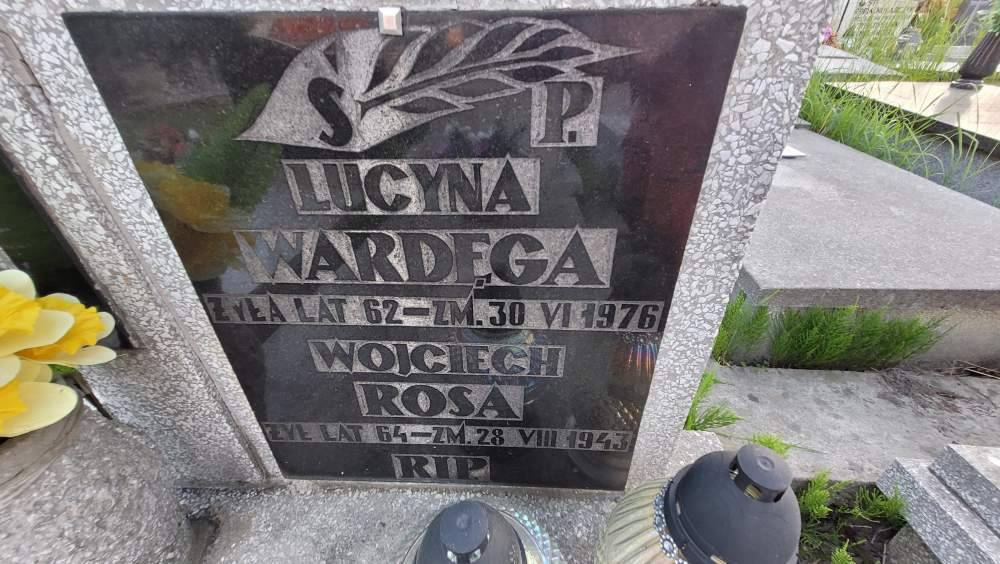 Ś. P.
LUCYNA
WARDĘGA
ŻYŁA LAT 62-ZM. 30 VI 1976
WOJCIECH
ROSA
ŻYŁ LAT 64-ZM. 28 VIII 1943
RIP